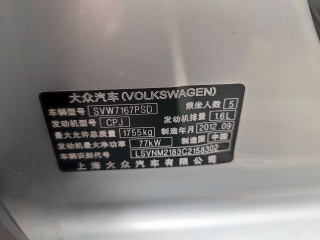 大众汽车(VOLKSWAGEN)
车辆型号 SVW7167PSD 乘坐人数 5
发动机型号 CPJ 发动机排量 1.6L
最大允许总质量 1755kg 制造年月 2012.09
发动机最大净功率 77kW 制造国 中国
车辆识别代号 LSVNM2183C2158302
上海大众汽车有限公司